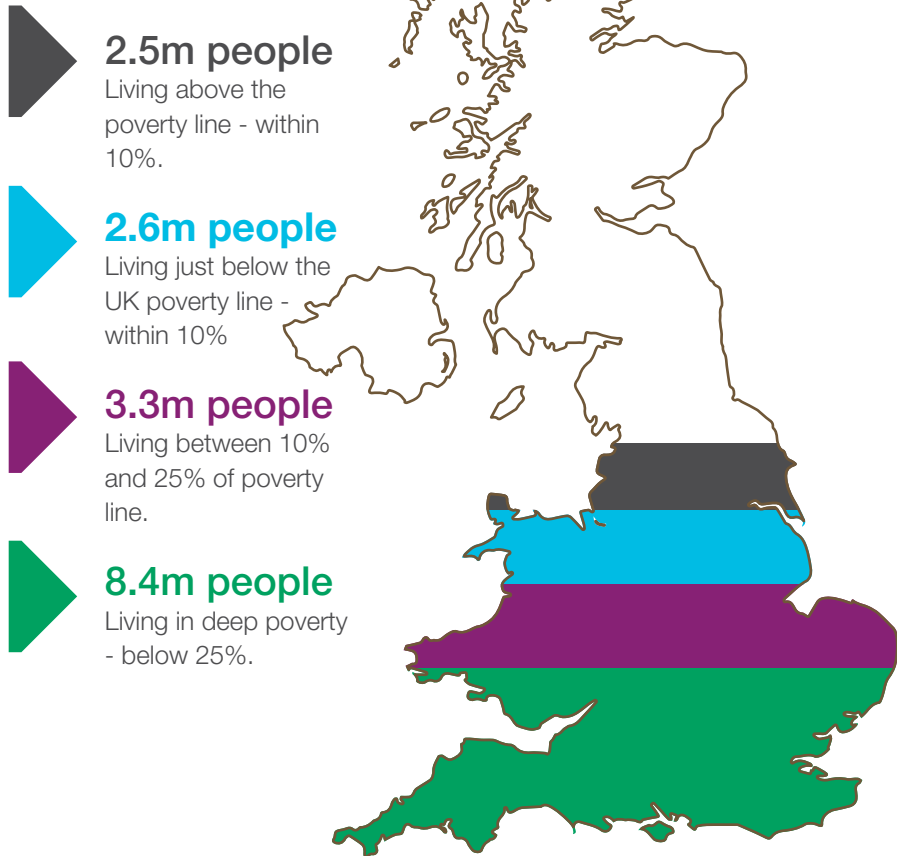 2.5m people
Living above the
poverty line - within
10%.
2.6m people
Living just below the
UK poverty line -
within 10%
3.3m people
Living between 10%
and 25% of poverty
line.
8.4m people
Living in deep poverty
- below 25%.